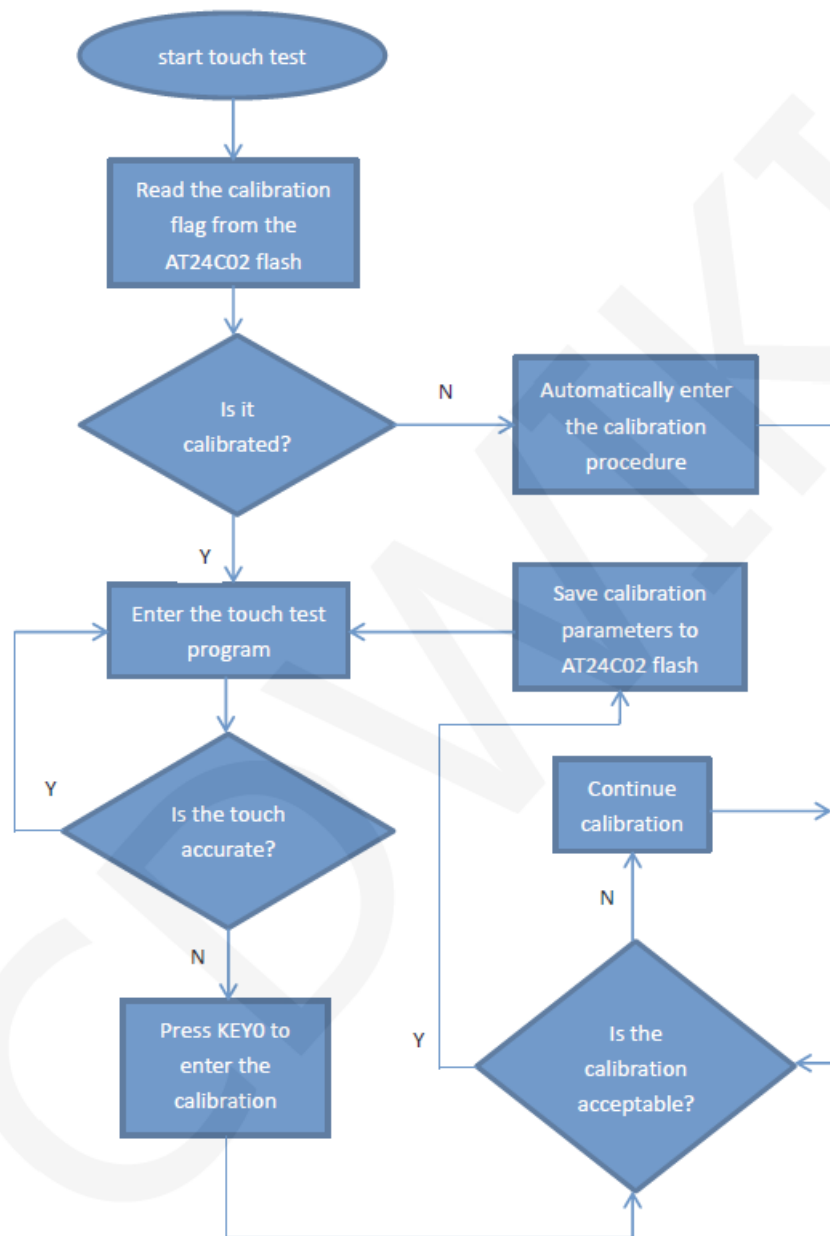 start touch test
Read the calibration
flag from the
AT24C02 flash
Is it
calibrated?
N
Automatically enter
the calibration
procedure
Y
Enter the touch test
program
Save calibration
parameters to
AT24C02 flash
Y
Is the touch
accurate?
Continue
calibration
N
N
Press KEY0 to
enter the
calibration
Y
Is the
calibration
acceptable?